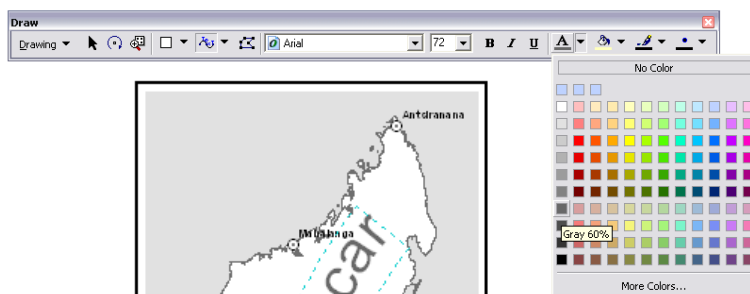 Draw
Drawing
Arial
72
B I U A
No Color
Antsiranana
Mahajanga
car
Gray 60%
More Colors...